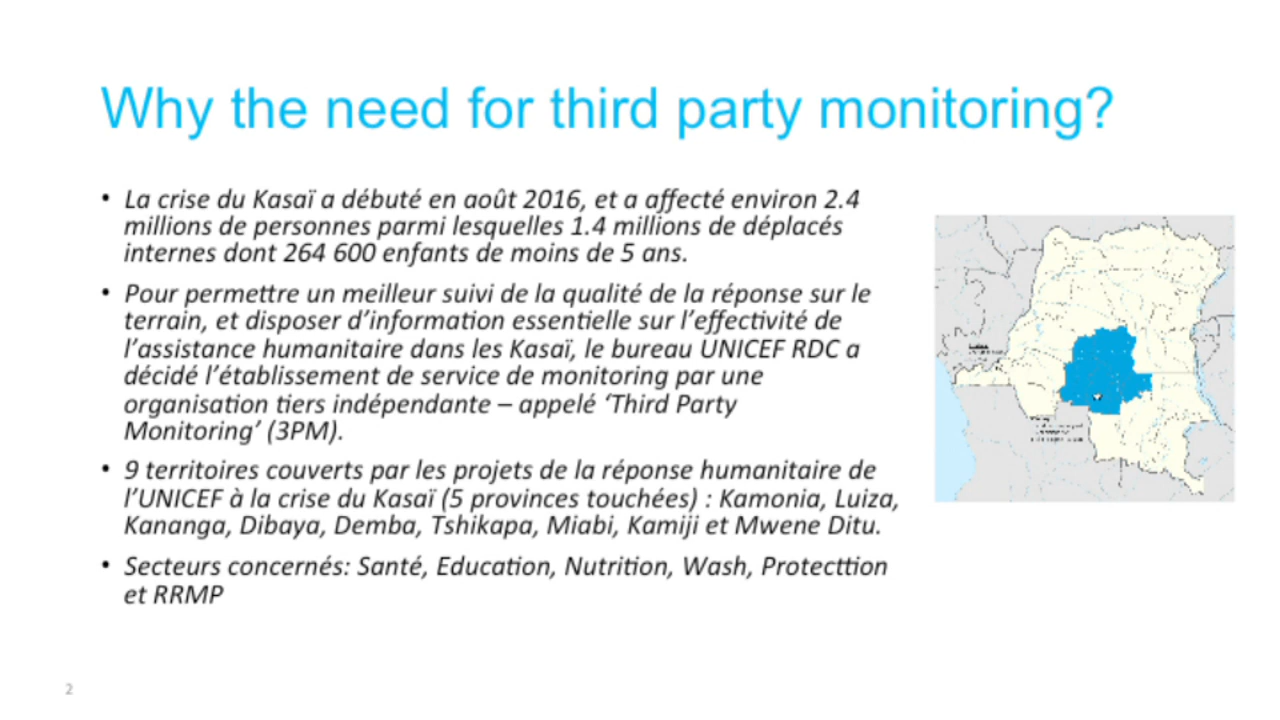 Why the need for third party monitoring?
• La crise du Kasaï a débuté en août 2016, et a affecté environ 2.4
millions de personnes parmi lesquelles 1.4 millions de déplacés
internes dont 264 600 enfants de moins de 5 ans.
• Pour permettre un meilleur suivi de la qualité de la réponse sur le
terrain, et disposer d’information essentielle sur l’effectivité de
l’assistance humanitaire dans les Kasaï, le bureau UNICEF RDC a
décidé l’établissement de service de monitoring par une
organisation tiers indépendante – appelé ‘Third Party
Monitoring’ (3PM).
• 9 territoires couverts par les projets de la réponse humanitaire de
l’UNICEF à la crise du Kasaï (5 provinces touchées) : Kamonia, Luiza,
Kananga, Dibaya, Demba, Tshikapa, Miabi, Kamiji et Mwene Ditu.
• Secteurs concernés: Santé, Education, Nutrition, Wash, Protecttion
et RRMP
2